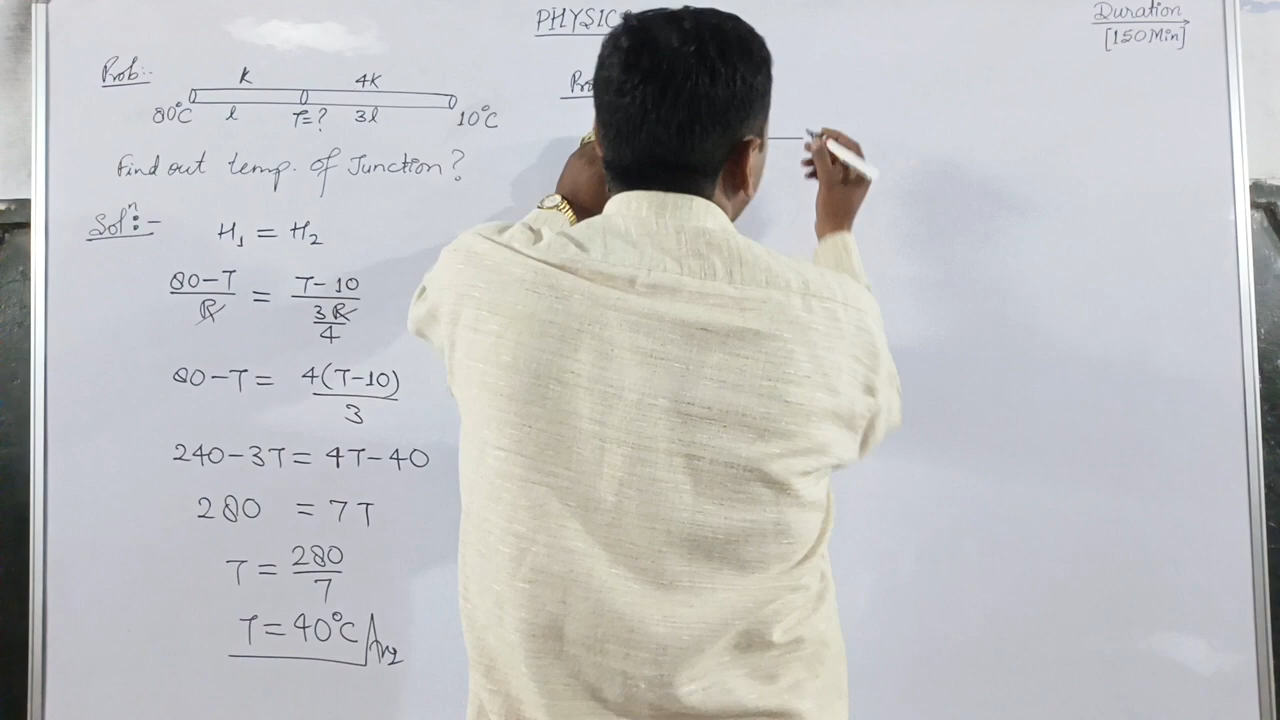 PHYSIC
Duration
[150 Min]
Prob:-
K 4K
80°C l T=? 3l 10°C
Find out temp. of Junction?
Solⁿ:-
H₁ = H₂
80-T/R = T-10/3R/4
80-T = 4(T-10)/3
240-3T = 4T-40
280 = 7T
T = 280/7
T = 40°C Ans